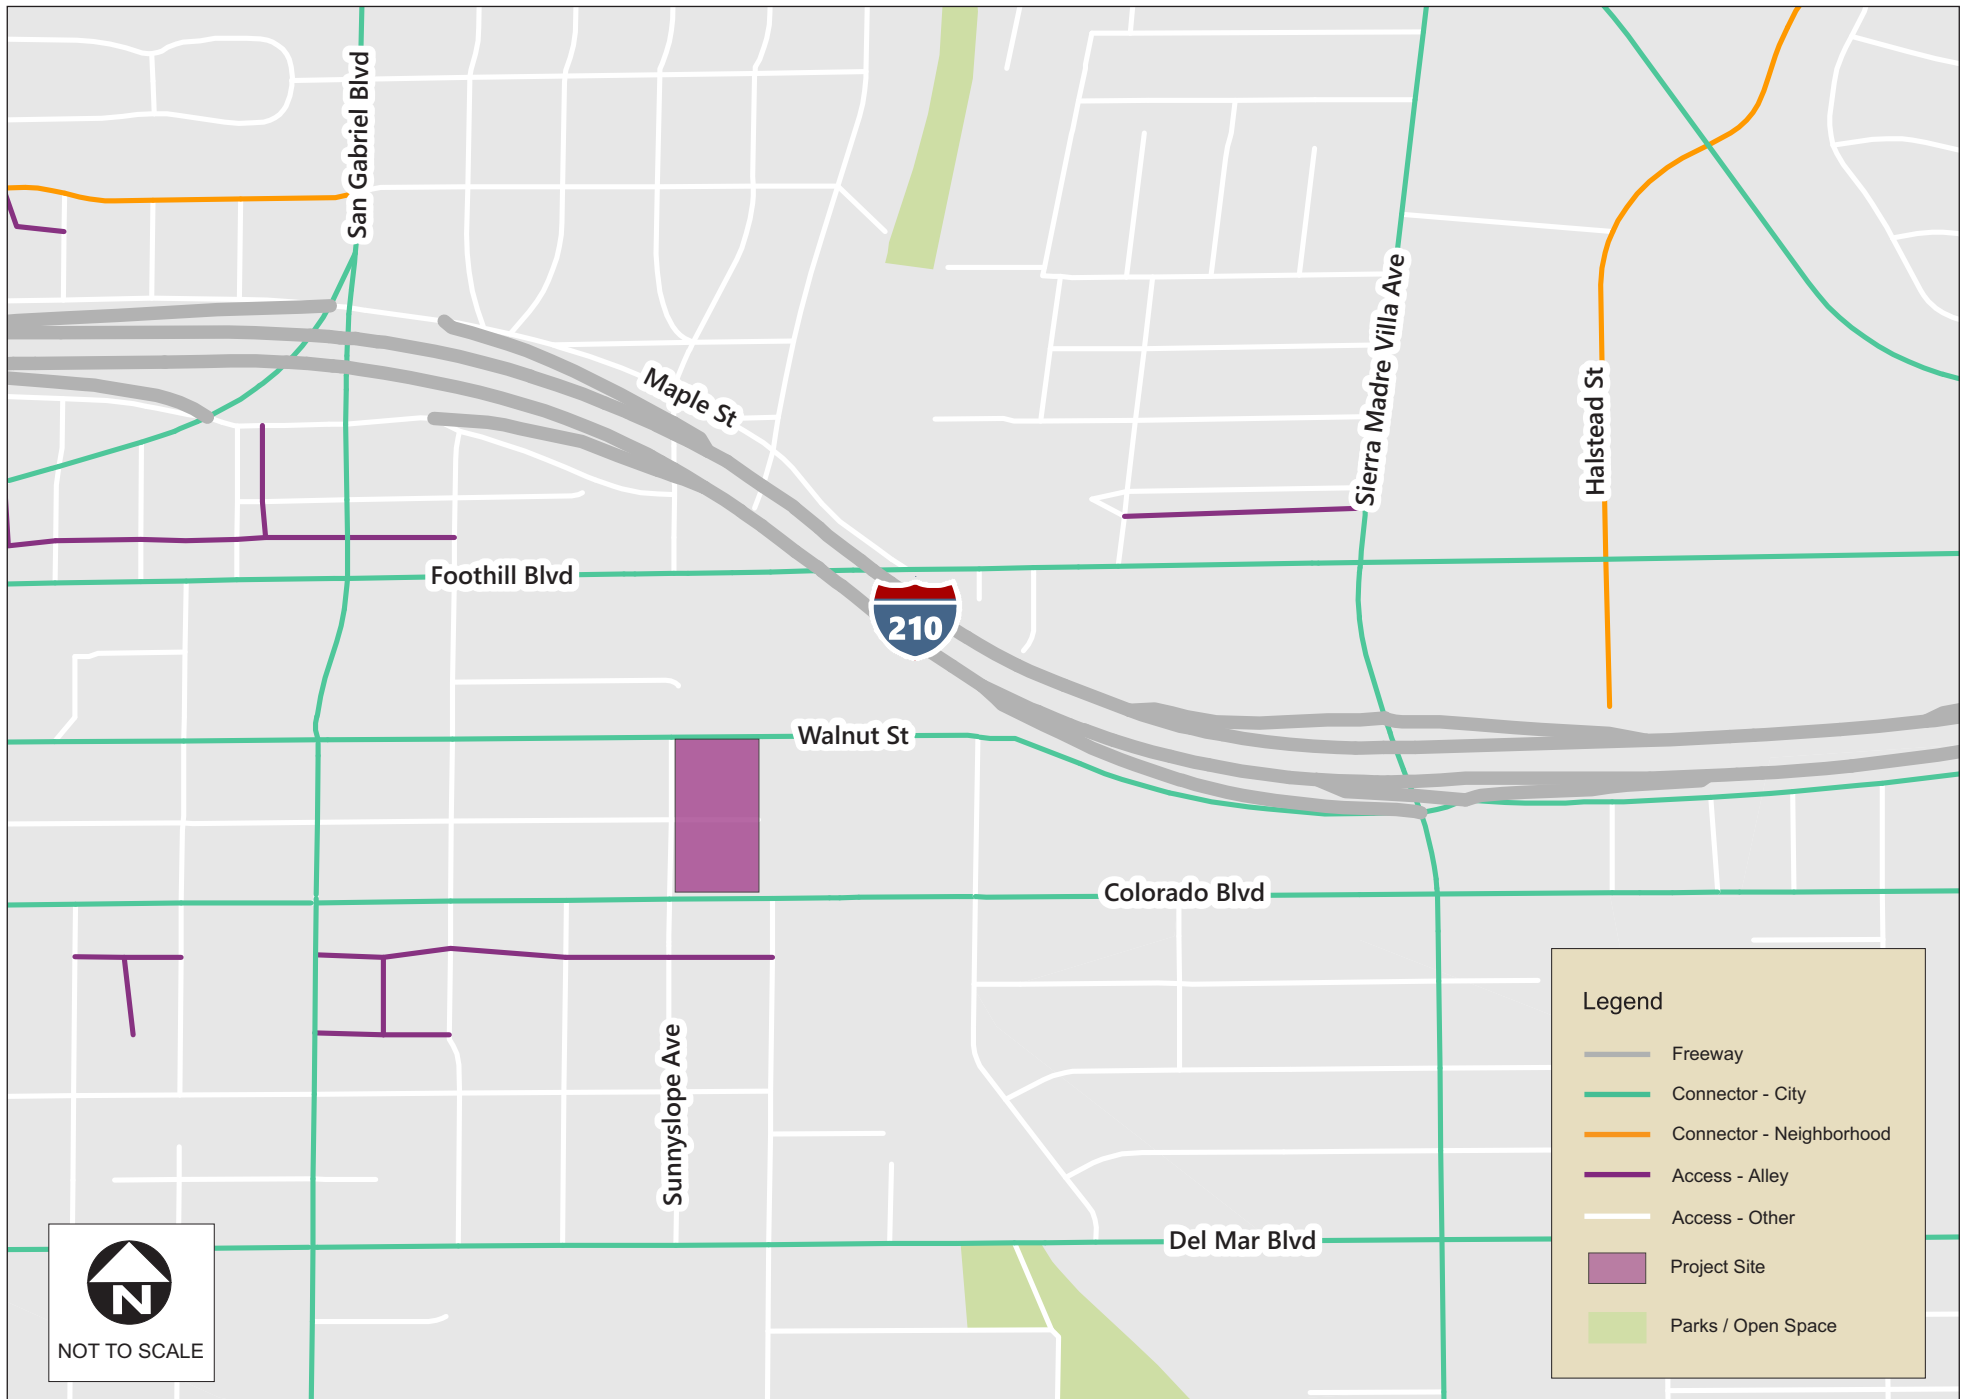 San Gabriel Blvd
Maple St
Sierra Madre Villa Ave
Halstead St
Foothill Blvd
210
Walnut St
Colorado Blvd
Sunnyslope Ave
Del Mar Blvd
Legend
Freeway
Connector - City
Connector - Neighborhood
Access - Alley
Access - Other
Project Site
Parks / Open Space
N
NOT TO SCALE